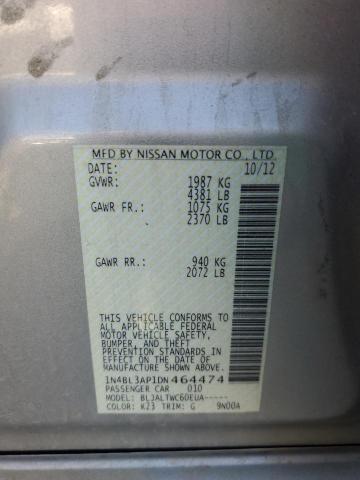 MFD BY NISSAN MOTOR CO., LTD.
DATE: 10/12
GVWR: 1987 KG
4381 LB
GAWR FR.: 1075 KG
2370 LB
GAWR RR.: 940 KG
2072 LB
THIS VEHICLE CONFORMS TO ALL
APPLICABLE FEDERAL
MOTOR VEHICLE SAFETY,
BUMPER, AND THEFT
PREVENTION STANDARDS
IN EFFECT ON THE DATE OF
MANUFACTURE SHOWN ABOVE.
1N4BL3AP1DN464474
PASSENGER CAR 010
MODEL: BLJALTWC60EUA-----
COLOR: K23 TRIM: G 9N00A